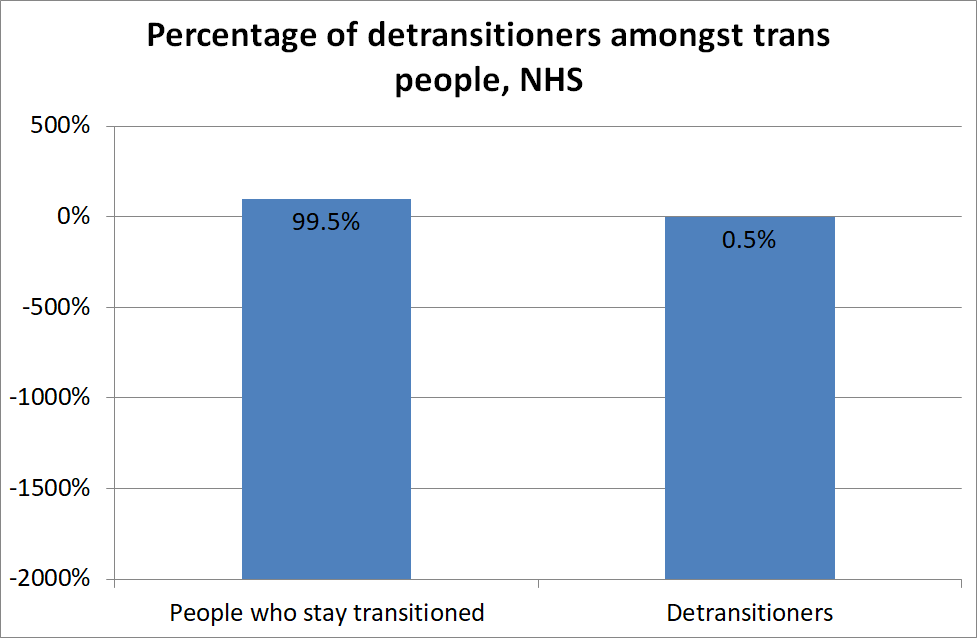 Percentage of detransitioners amongst trans
people, NHS
500%
0%
-500%
-1000%
-1500%
-2000%
99.5%
0.5%
People who stay transitioned
Detransitioners